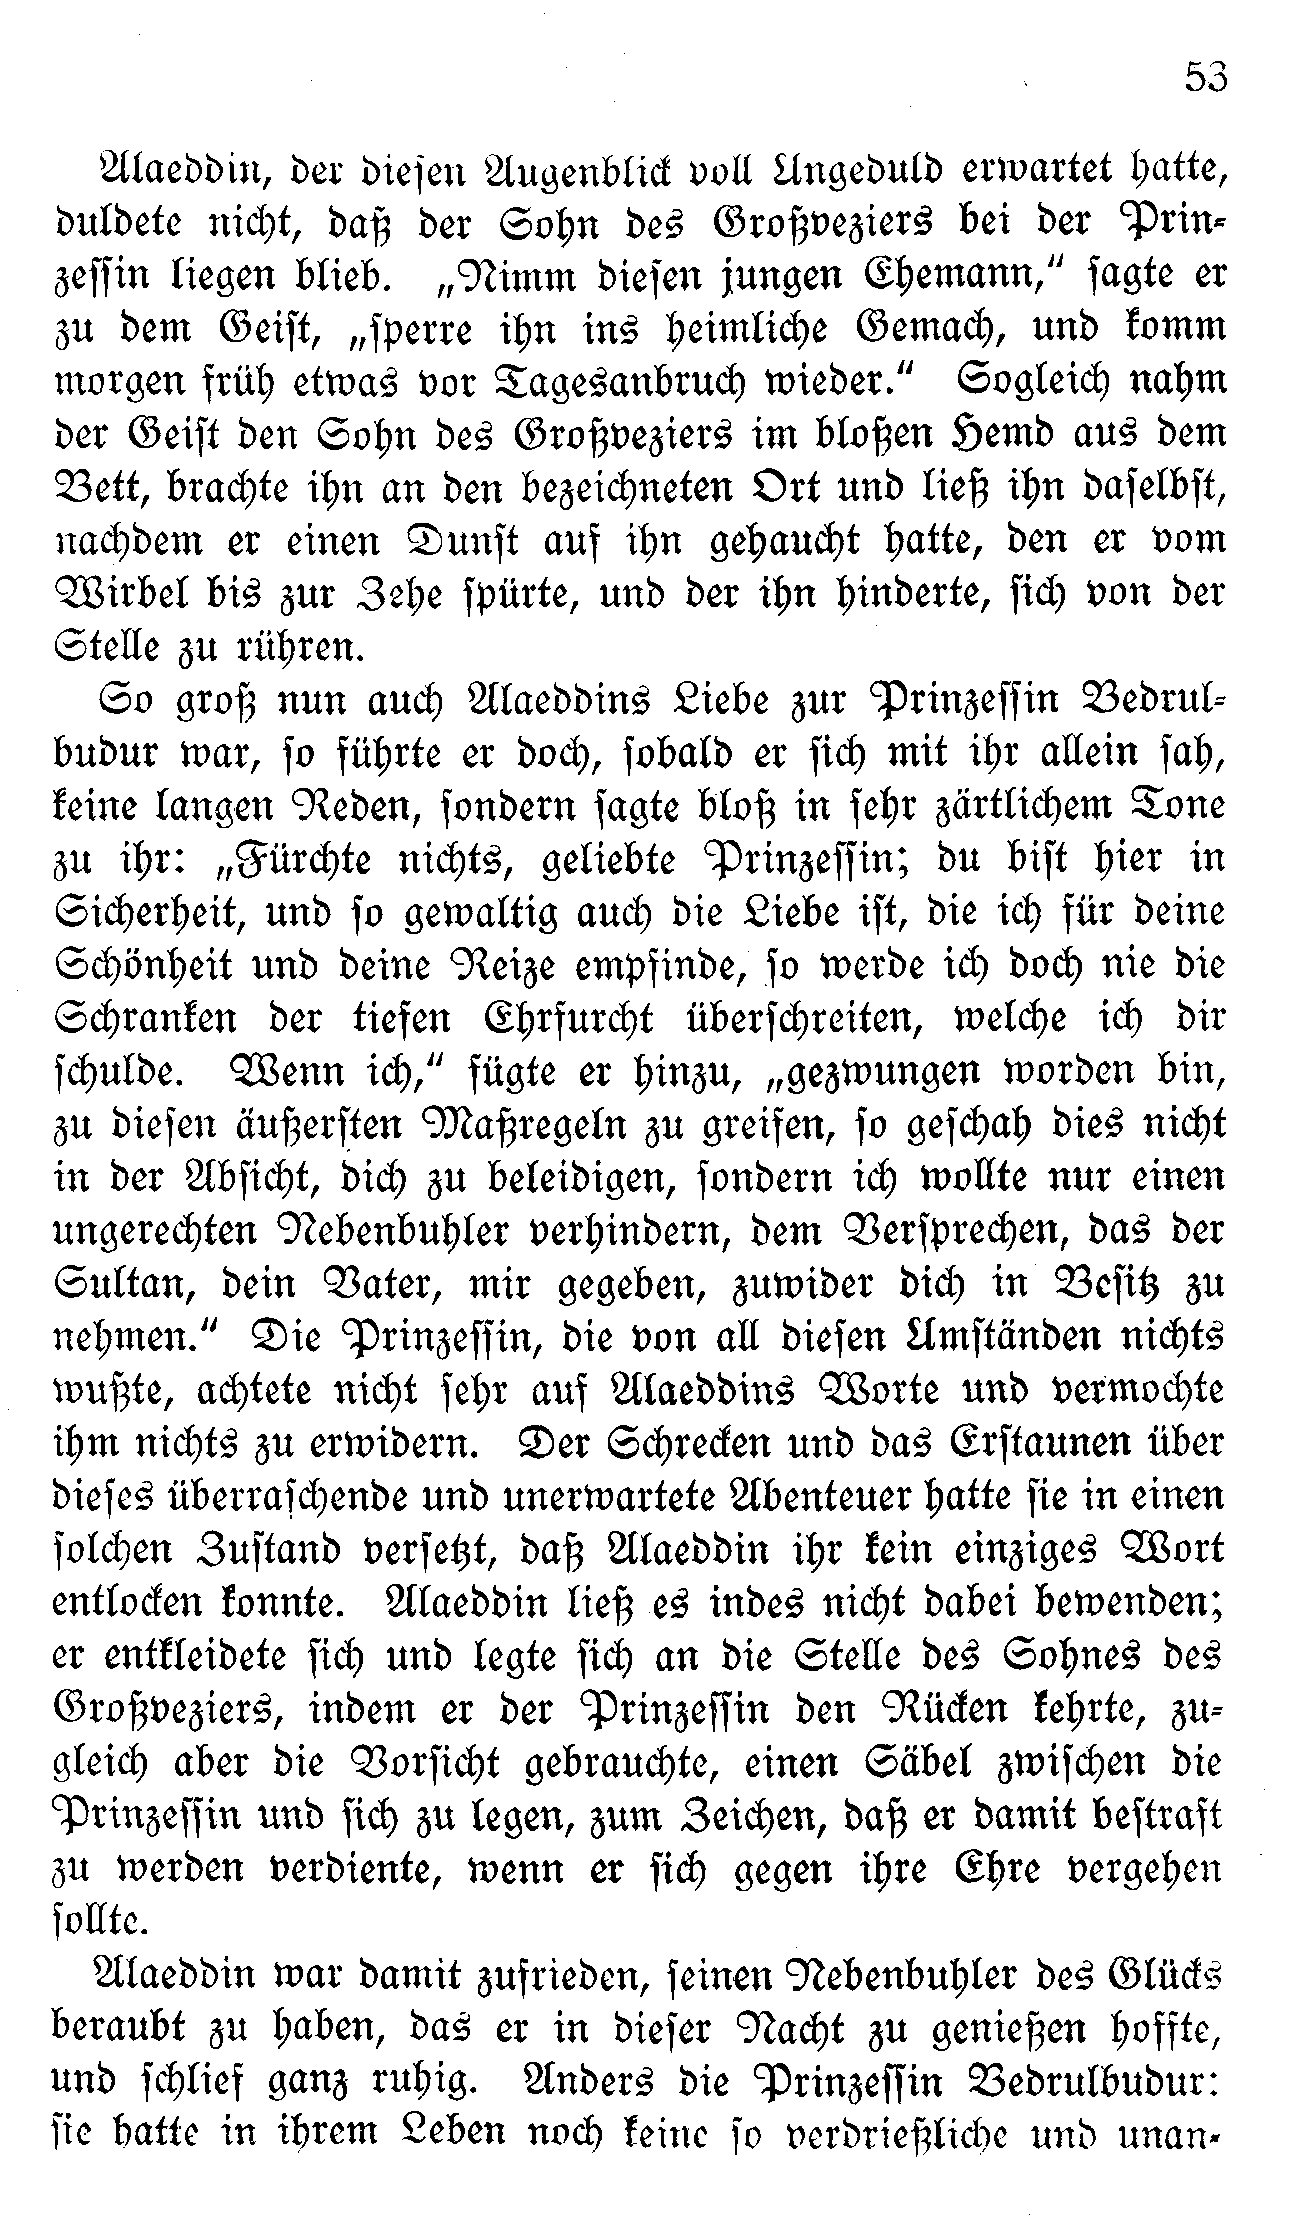 53
Alaeddin, der diesen Augenblick voll Ungeduld erwartet hatte,
duldete nicht, daß der Sohn des Großveziers bei der Prin-
zessin liegen blieb. „Nimm diesen jungen Ehemann,“ sagte er
zu dem Geist, „sperre ihn ins heimliche Gemach, und komm
morgen früh etwas vor Tagesanbruch wieder.“ Sogleich nahm
der Geist den Sohn des Großveziers im bloßen Hemd aus dem
Bett, brachte ihn an den bezeichneten Ort und ließ ihn daselbst,
nachdem er einen Dunst auf ihn gehaucht hatte, den er vom
Wirbel bis zur Zehe spürte, und der ihn hinderte, sich von der
Stelle zu rühren.
So groß nun auch Alaeddins Liebe zur Prinzessin Bedrul-
budur war, so führte er doch, sobald er sich mit ihr allein sah,
keine langen Reden, sondern sagte bloß in sehr zärtlichem Tone
zu ihr: „Fürchte nichts, geliebte Prinzessin; du bist hier in
Sicherheit, und so gewaltig auch die Liebe ist, die ich für deine
Schönheit und deine Reize empfinde, so werde ich doch nie die
Schranken der tiefen Ehrfurcht überschreiten, welche ich dir
schulde. Wenn ich,“ fügte er hinzu, „gezwungen worden bin,
zu diesen äußersten Maßregeln zu greifen, so geschah dies nicht
in der Absicht, dich zu beleidigen, sondern ich wollte nur einen
ungerechten Nebenbuhler verhindern, dem Versprechen, das der
Sultan, dein Vater, mir gegeben, zuwider dich in Besitz zu
nehmen.“ Die Prinzessin, die von all diesen Umständen nichts
wußte, achtete nicht sehr auf Alaeddins Worte und vermochte
ihm nichts zu erwidern. Der Schrecken und das Erstaunen über
dieses überraschende und unerwartete Abenteuer hatte sie in einen
solchen Zustand versetzt, daß Alaeddin ihr kein einziges Wort
entlocken konnte. Alaeddin ließ es indes nicht dabei bewenden;
er entkleidete sich und legte sich an die Stelle des Sohnes des
Großveziers, indem er der Prinzessin den Rücken kehrte, zu-
gleich aber die Vorsicht gebrauchte, einen Säbel zwischen die
Prinzessin und sich zu legen, zum Zeichen, daß er damit bestraft
zu werden verdiente, wenn er sich gegen ihre Ehre vergehen
sollte.
Alaeddin war damit zufrieden, seinen Nebenbuhler des Glücks
beraubt zu haben, das er in dieser Nacht zu genießen hoffte,
und schlief ganz ruhig. Anders die Prinzessin Bedrulbudur:
sie hatte in ihrem Leben noch keine so verdrießliche und unan-